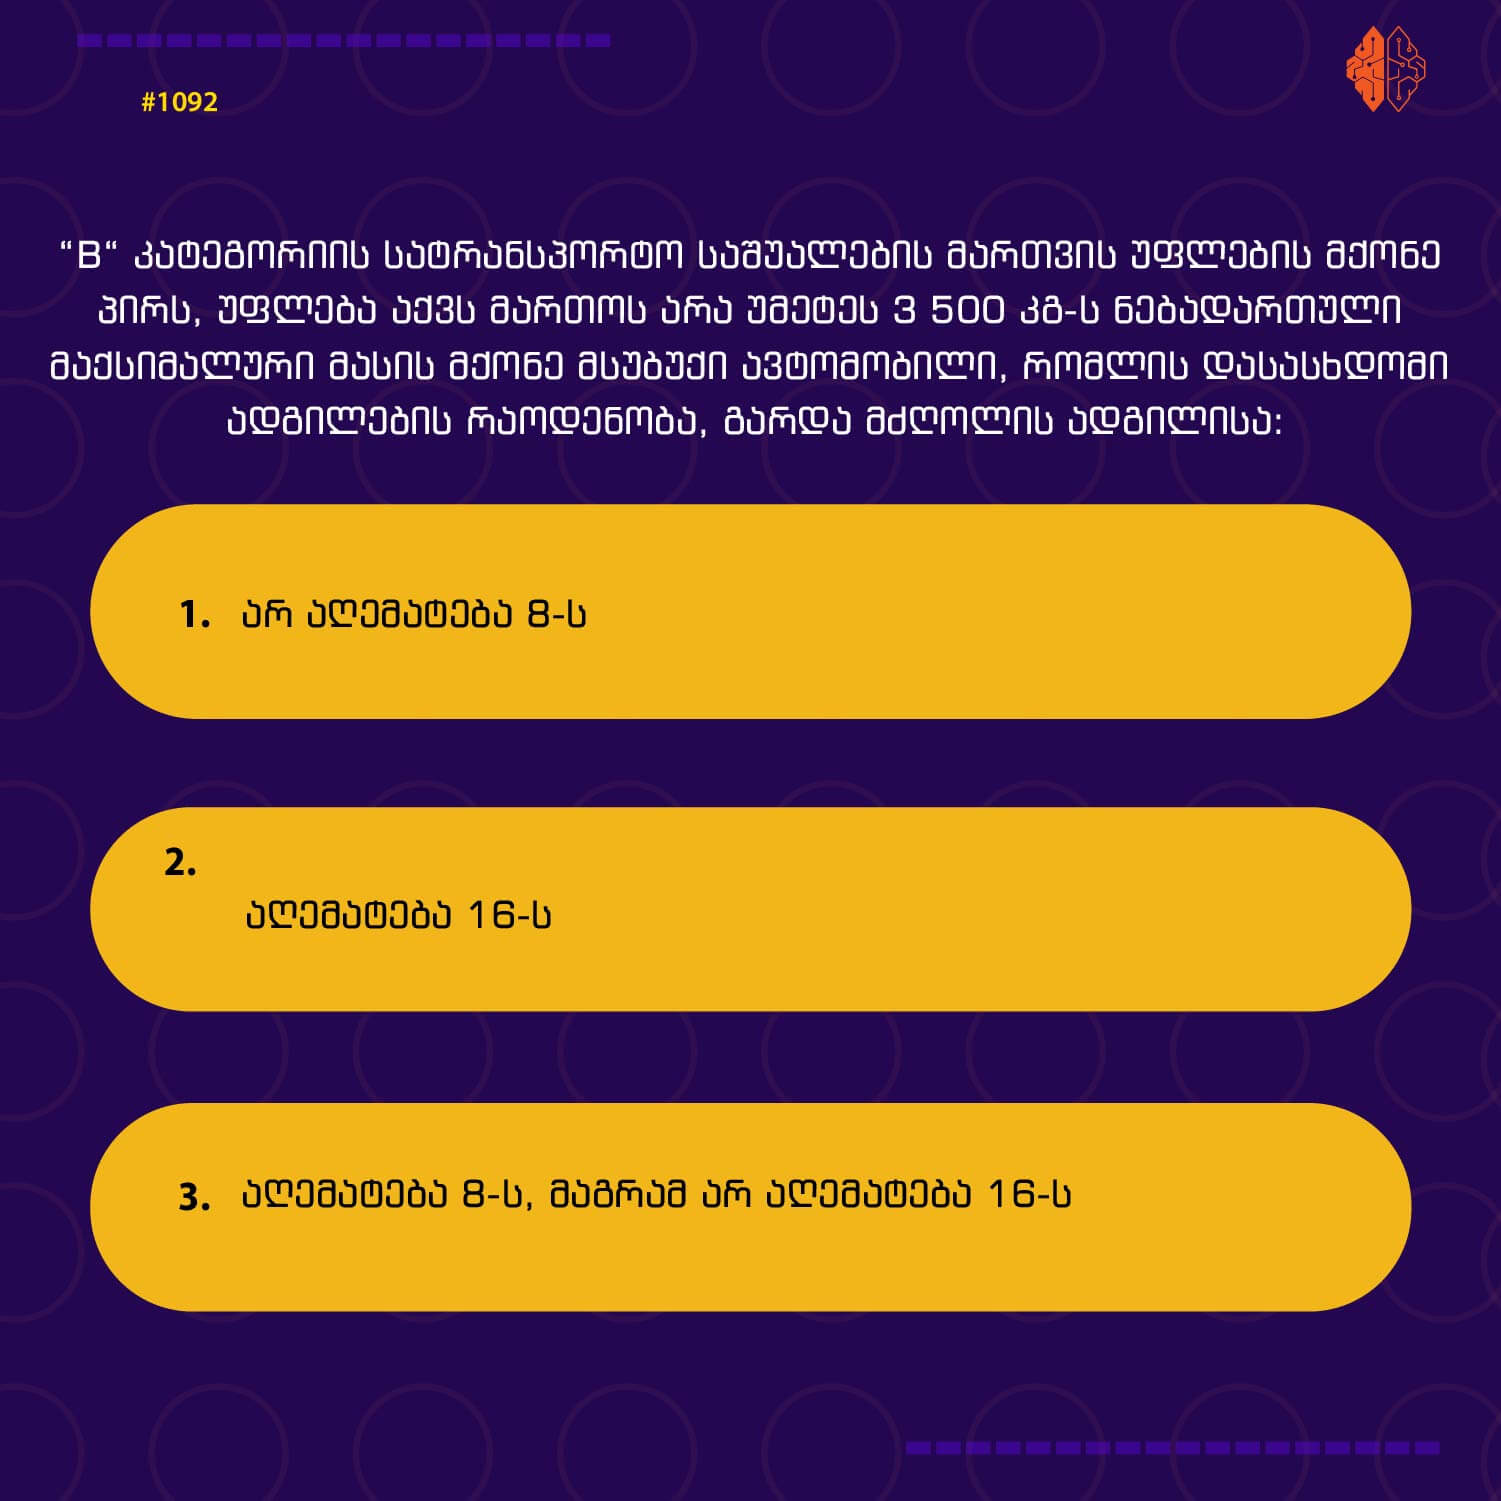 #1092
“B“ კატეგორიის სატრანსპორტო საშუალების მართვის უფლების მქონე
პირს, უფლება აქვს მართოს არა უმეტეს 3 500 კგ-ს ნებადართული
მაქსიმალური მასის მქონე მსუბუქი ავტომობილი, რომლის დასასხდომი
ადგილების რაოდენობა, გარდა მძღოლის ადგილისა:
1. არ აღემატება 8-ს
2.
აღემატება 16-ს
3. აღემატება 8-ს, მაგრამ არ აღემატება 16-ს